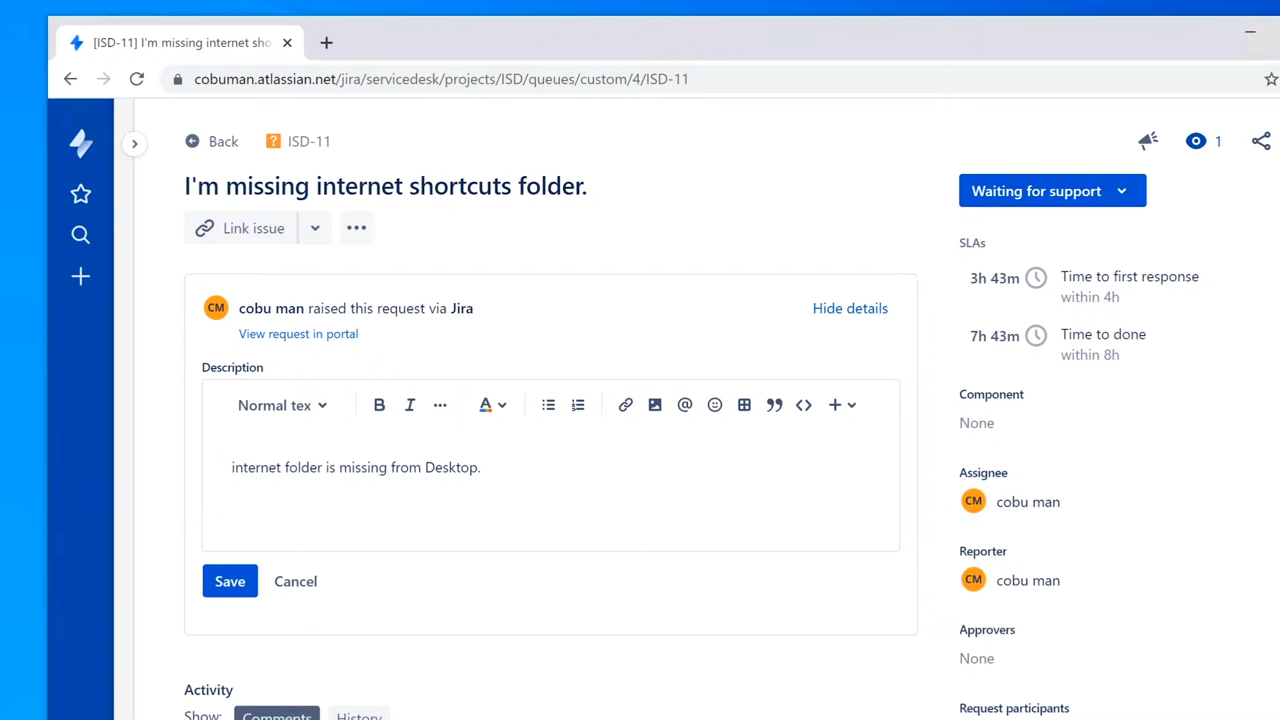 [ISD-11] I'm missing internet sho
cobuman.atlassian.net/jira/servicedesk/projects/ISD/queues/custom/4/ISD-11
Back
ISD-11
1
I'm missing internet shortcuts folder.
Waiting for support
Link issue
SLAs
3h 43m Time to first response
within 4h
7h 43m Time to done
within 8h
CM cobu man raised this request via Jira
Hide details
View request in portal
Description
Normal tex
B I A
internet folder is missing from Desktop.
Save
Cancel
Component
None
Assignee
CM cobu man
Reporter
CM cobu man
Approvers
None
Request participants
Activity
Show: Comments History